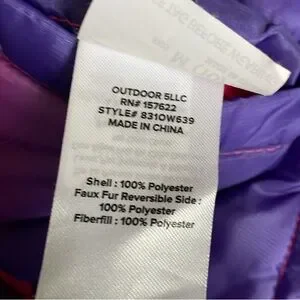 OUTDOOR 5LLC
RN# 157622
STYLE# 8310W639
MADE IN CHINA
Shell : 100% Polyester
Faux Fur Reversible Side :
100% Polyester
Fiberfill : 100% Polyester